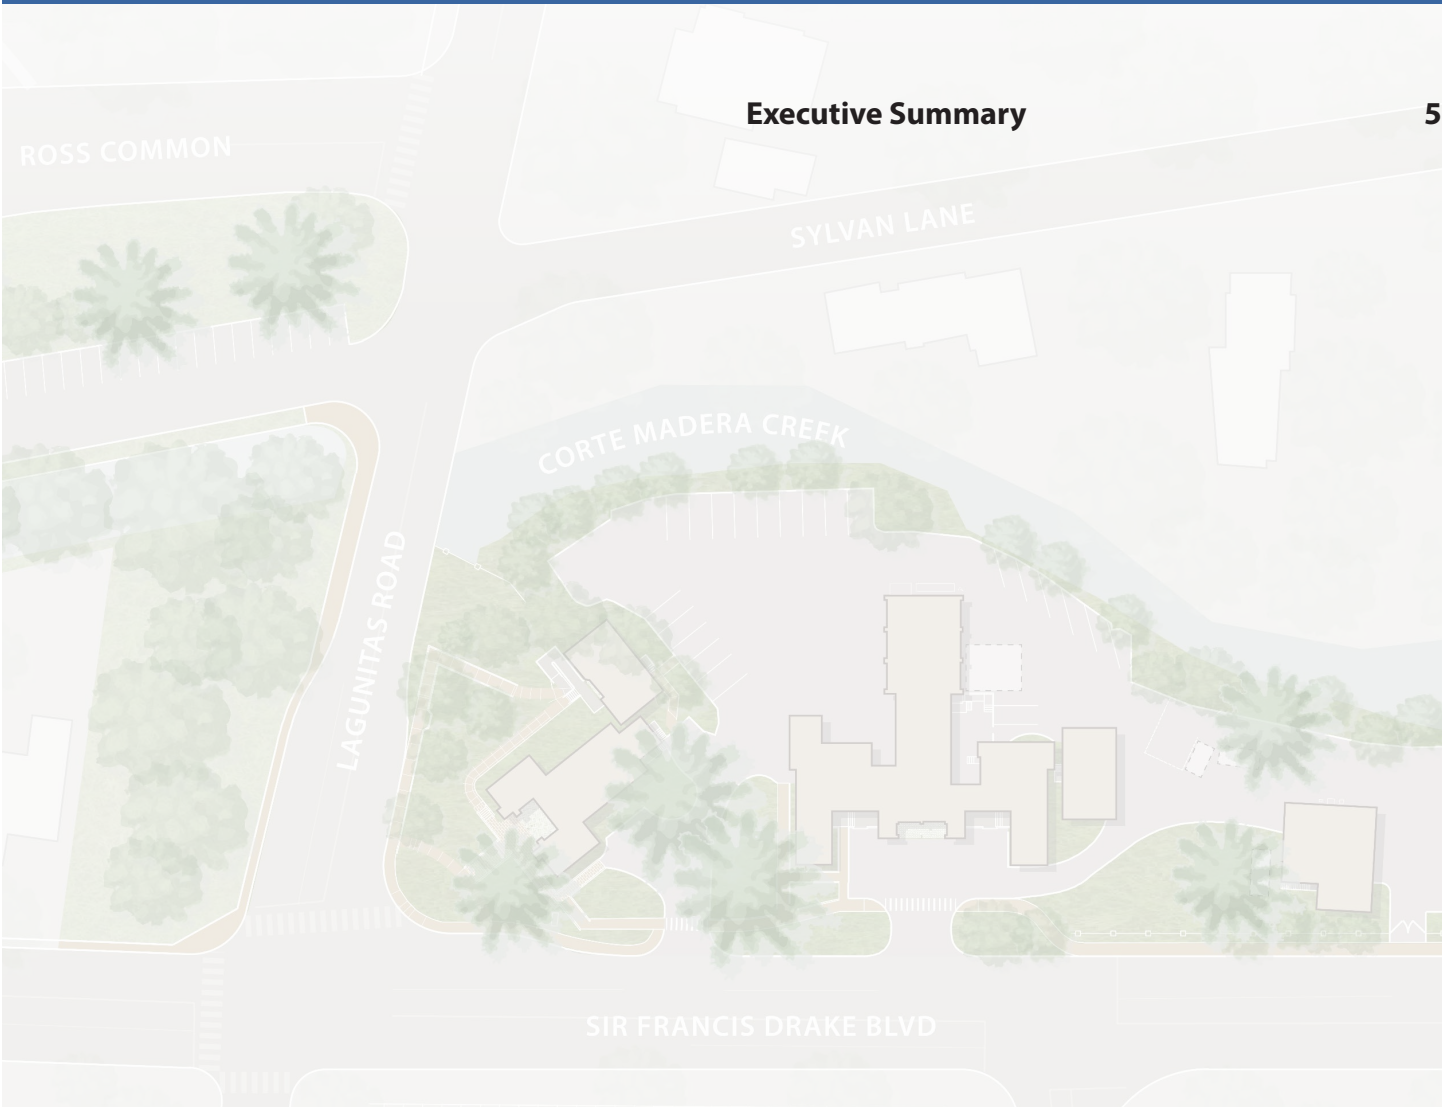 Executive Summary 5
ROSS COMMON
SYLVAN LANE
CORTE MADERA CREEK
LAGUNITAS ROAD
SIR FRANCIS DRAKE BLVD